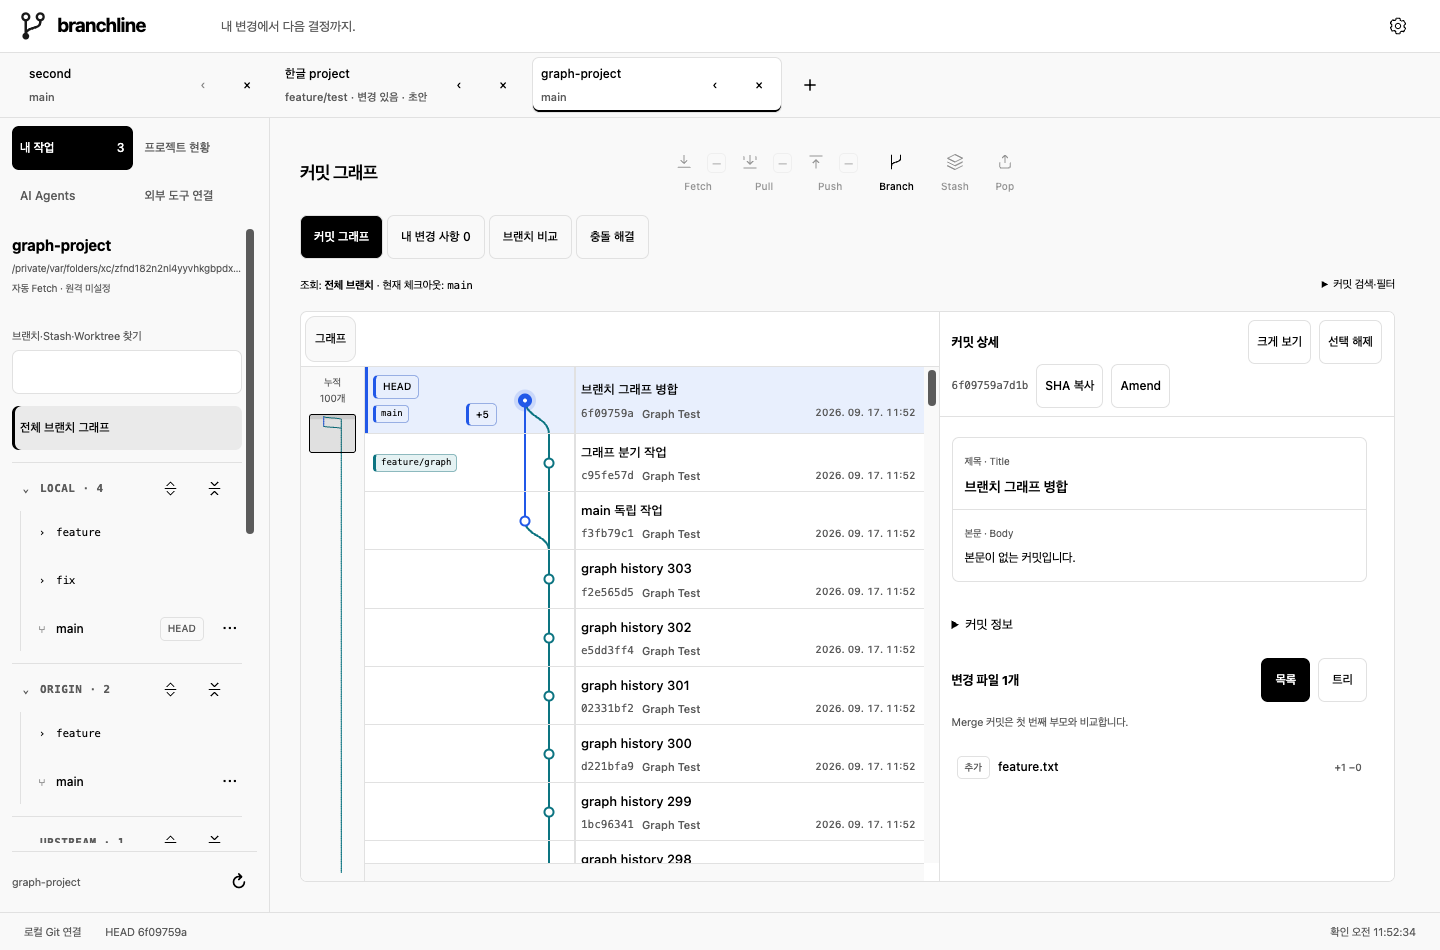 branchline
내 변경에서 다음 결정까지.
second
main
한글 project
feature/test · 변경 있음 · 초안
graph-project
main
내 작업 3
프로젝트 현황
AI Agents
외부 도구 연결
graph-project
/private/var/folders/xc/zfnd182n2nl4yyvhkgbpdx...
자동 Fetch · 원격 미설정
브랜치·Stash·Worktree 찾기
전체 브랜치 그래프
LOCAL · 4
feature
fix
main HEAD
ORIGIN · 2
feature
main
UPSTREAM · 1
graph-project
커밋 그래프
Fetch
Pull
Push
Branch
Stash
Pop
커밋 그래프
내 변경 사항 0
브랜치 비교
충돌 해결
조회: 전체 브랜치 · 현재 체크아웃: main
커밋 검색·필터
그래프
누적
100개
HEAD
main
+5
브랜치 그래프 병합
6f09759a Graph Test 2026. 09. 17. 11:52
feature/graph
그래프 분기 작업
c95fe57d Graph Test 2026. 09. 17. 11:52
main 독립 작업
f3fb79c1 Graph Test 2026. 09. 17. 11:52
graph history 303
f2e565d5 Graph Test 2026. 09. 17. 11:52
graph history 302
e5dd3ff4 Graph Test 2026. 09. 17. 11:52
graph history 301
02331bf2 Graph Test 2026. 09. 17. 11:52
graph history 300
d221bfa9 Graph Test 2026. 09. 17. 11:52
graph history 299
1bc96341 Graph Test 2026. 09. 17. 11:52
graph history 298
커밋 상세
크게 보기
선택 해제
6f09759a7d1b
SHA 복사
Amend
제목 · Title
브랜치 그래프 병합
본문 · Body
본문이 없는 커밋입니다.
커밋 정보
변경 파일 1개
목록
트리
Merge 커밋은 첫 번째 부모와 비교합니다.
추가 feature.txt +1 −0
로컬 Git 연결
HEAD 6f09759a
확인 오전 11:52:34